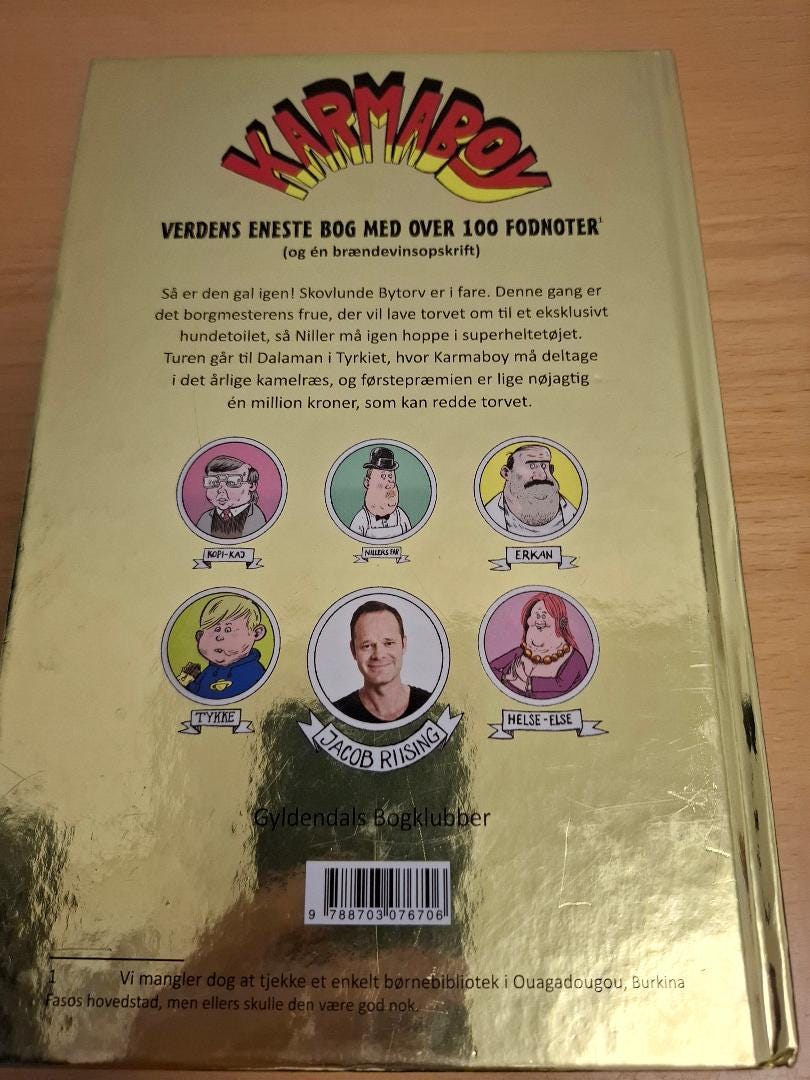 KARMABOY
VERDENS ENESTE BOG MED OVER 100 FODNOTER¹
(og én brændevinsopskrift)
Så er den gal igen! Skovlunde Bytorv er i fare. Denne gang er
det borgmesterens frue, der vil lave torvet om til et eksklusivt
hundetoilet, så Niller må igen hoppe i superheltetøjet.
Turen går til Dalaman i Tyrkiet, hvor Karmaboy må deltage
i det årlige kamelræs, og førstepræmien er lige nøjagtig
én million kroner, som kan redde torvet.
KOPI-KAJ
NILLERS FAR
ERKAN
TYKKE
JACOB RIISING
HELSE-ELSE
Gyldendals Bogklubber
9 788703 076706
1 Vi mangler dog at tjekke et enkelt børnebibliotek i Ouagadougou, Burkina
Fasos hovedstad, men ellers skulle den være god nok.